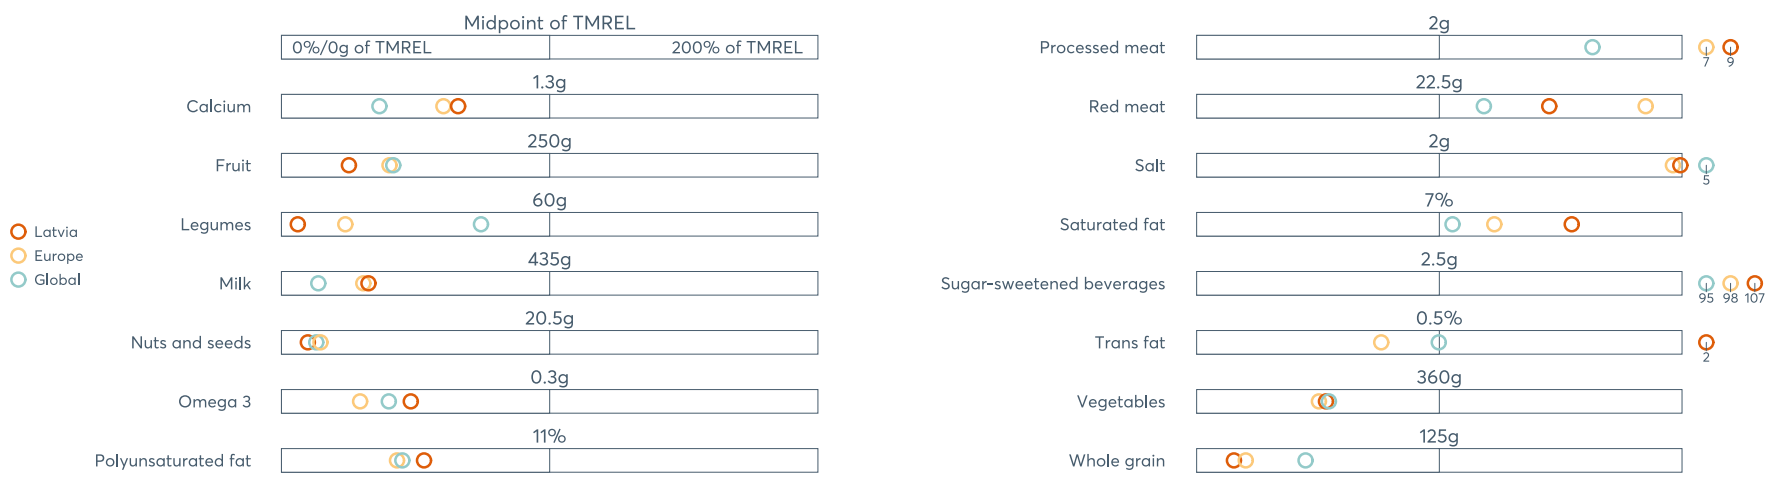 Midpoint of TMREL
0%/0g of TMREL 200% of TMREL
1.3g
Calcium
250g
Fruit
60g
Legumes
435g
Milk
20.5g
Nuts and seeds
0.3g
Omega 3
11%
Polyunsaturated fat
Latvia
Europe
Global
2g
Processed meat
7 9
22.5g
Red meat
2g
Salt
5
7%
Saturated fat
2.5g
Sugar-sweetened beverages
95 98 107
0.5%
Trans fat
2
360g
Vegetables
125g
Whole grain